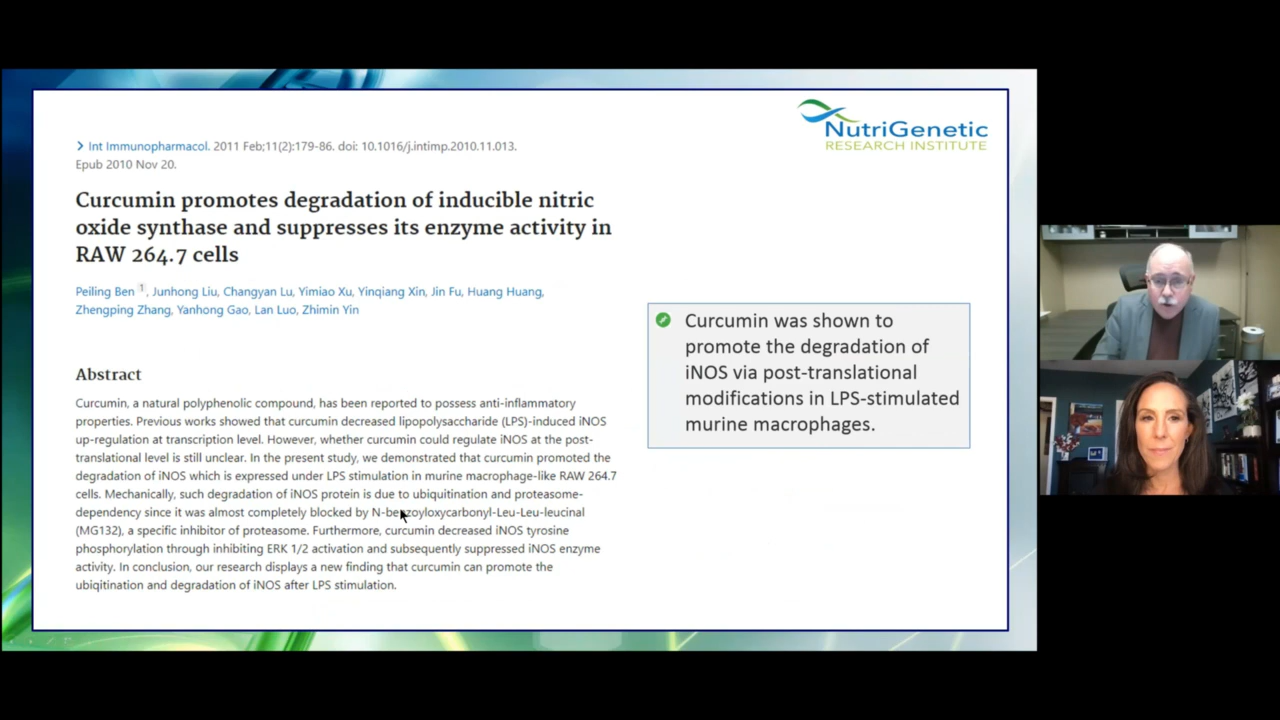 NutriGenetic
RESEARCH INSTITUTE
> Int Immunopharmacol. 2011 Feb;11(2):179-86. doi: 10.1016/j.intimp.2010.11.013.
Epub 2010 Nov 20.
Curcumin promotes degradation of inducible nitric
oxide synthase and suppresses its enzyme activity in
RAW 264.7 cells
Peiling Ben 1, Junhong Liu, Changyan Lu, Yimiao Xu, Yinqiang Xin, Jin Fu, Huang Huang,
Zhengping Zhang, Yanhong Gao, Lan Luo, Zhimin Yin
Abstract
Curcumin, a natural polyphenolic compound, has been reported to possess anti-inflammatory
properties. Previous works showed that curcumin decreased lipopolysaccharide (LPS)-induced iNOS
up-regulation at transcription level. However, whether curcumin could regulate iNOS at the post-
translational level is still unclear. In the present study, we demonstrated that curcumin promoted the
degradation of iNOS which is expressed under LPS stimulation in murine macrophage-like RAW 264.7
cells. Mechanically, such degradation of iNOS protein is due to ubiquitination and proteasome-
dependency since it was almost completely blocked by N-benzoyloxycarbonyl-Leu-Leu-leucinal
(MG132), a specific inhibitor of proteasome. Furthermore, curcumin decreased iNOS tyrosine
phosphorylation through inhibiting ERK 1/2 activation and subsequently suppressed iNOS enzyme
activity. In conclusion, our research displays a new finding that curcumin can promote the
ubiqitination and degradation of iNOS after LPS stimulation.
Curcumin was shown to
promote the degradation of
iNOS via post-translational
modifications in LPS-stimulated
murine macrophages.